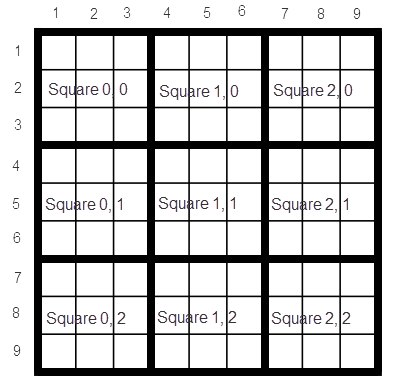 1 2 3 4 5 6 7 8 9
1
2 Square 0, 0 Square 1, 0 Square 2, 0
3
4
5 Square 0, 1 Square 1, 1 Square 2, 1
6
7
8 Square 0, 2 Square 1, 2 Square 2, 2
9